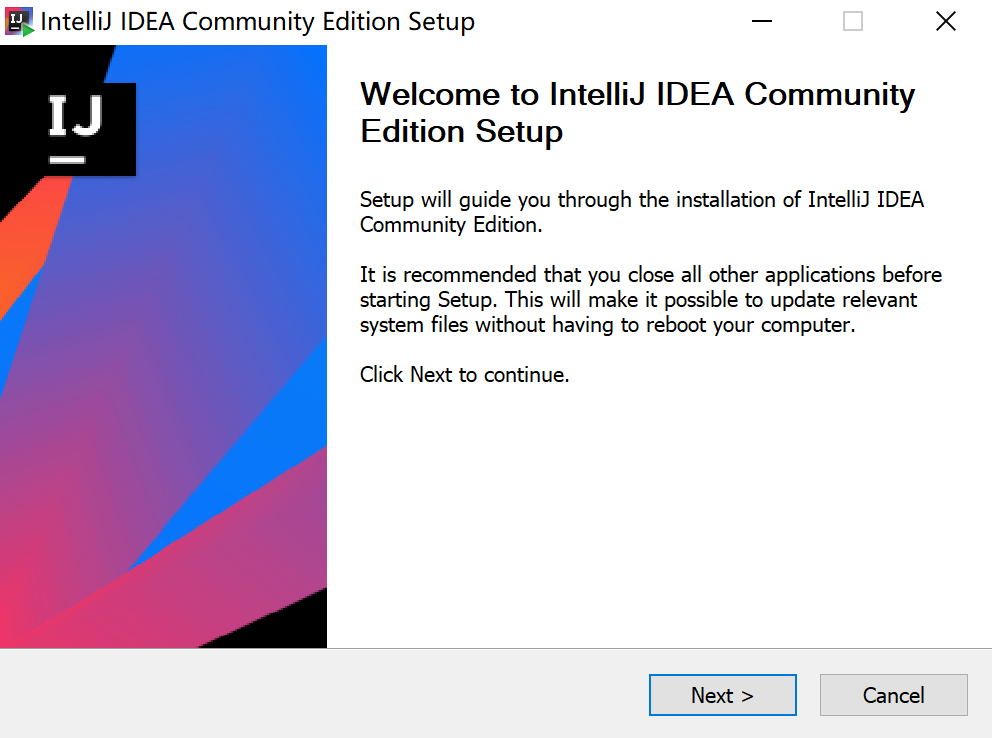 IntelliJ IDEA Community Edition Setup
IJ
Welcome to IntelliJ IDEA Community
Edition Setup
Setup will guide you through the installation of IntelliJ IDEA
Community Edition.
It is recommended that you close all other applications before
starting Setup. This will make it possible to update relevant
system files without having to reboot your computer.
Click Next to continue.
Next >
Cancel